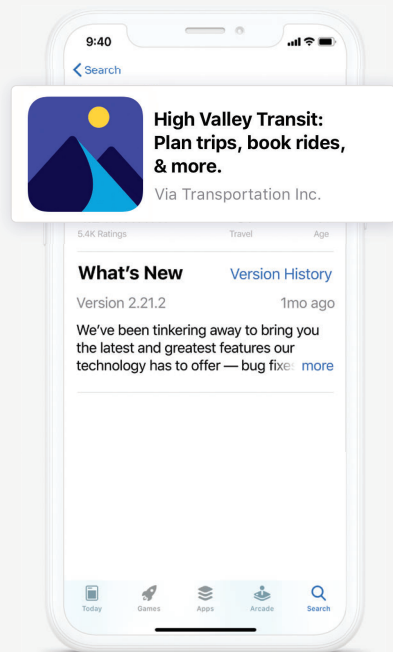 9:40
Search
High Valley Transit:
Plan trips, book rides,
& more.
Via Transportation Inc.
5.4K Ratings Travel Age
What's New Version History
Version 2.21.2 1mo ago
We've been tinkering away to bring you
the latest and greatest features our
technology has to offer — bug fixes more
Today Games Apps Arcade Search